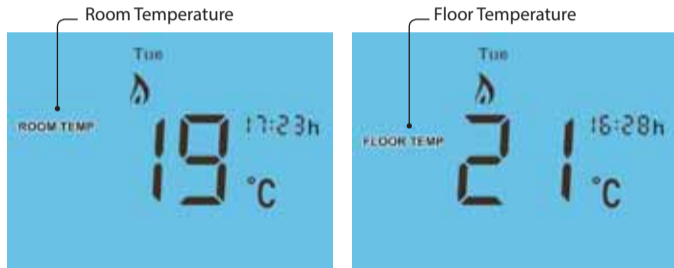 Room Temperature
Tue
ROOM TEMP
19
17:23h
°C
Floor Temperature
Tue
FLOOR TEMP
21
16:28h
°C